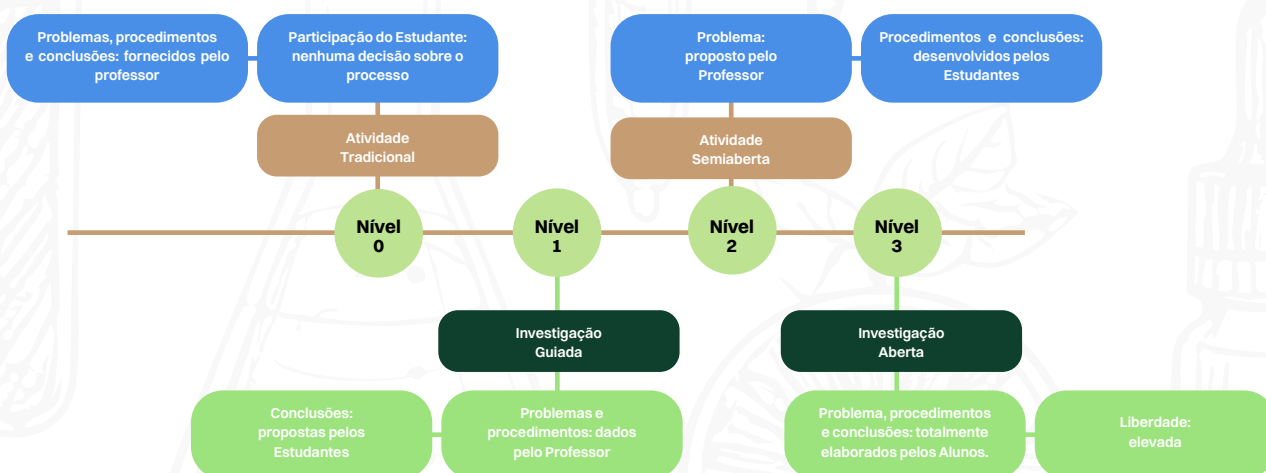 Problemas, procedimentos
e conclusões: fornecidos pelo
professor
Participação do Estudante:
nenhuma decisão sobre o
processo
Problema:
proposto pelo
Professor
Procedimentos e conclusões:
desenvolvidos pelos
Estudantes
Atividade
Tradicional
Atividade
Semiaberta
Nível
0
Nível
1
Nível
2
Nível
3
Investigação
Guiada
Investigação
Aberta
Conclusões:
propostas pelos
Estudantes
Problemas e
procedimentos: dados
pelo Professor
Problema, procedimentos
e conclusões: totalmente
elaborados pelos Alunos.
Liberdade:
elevada